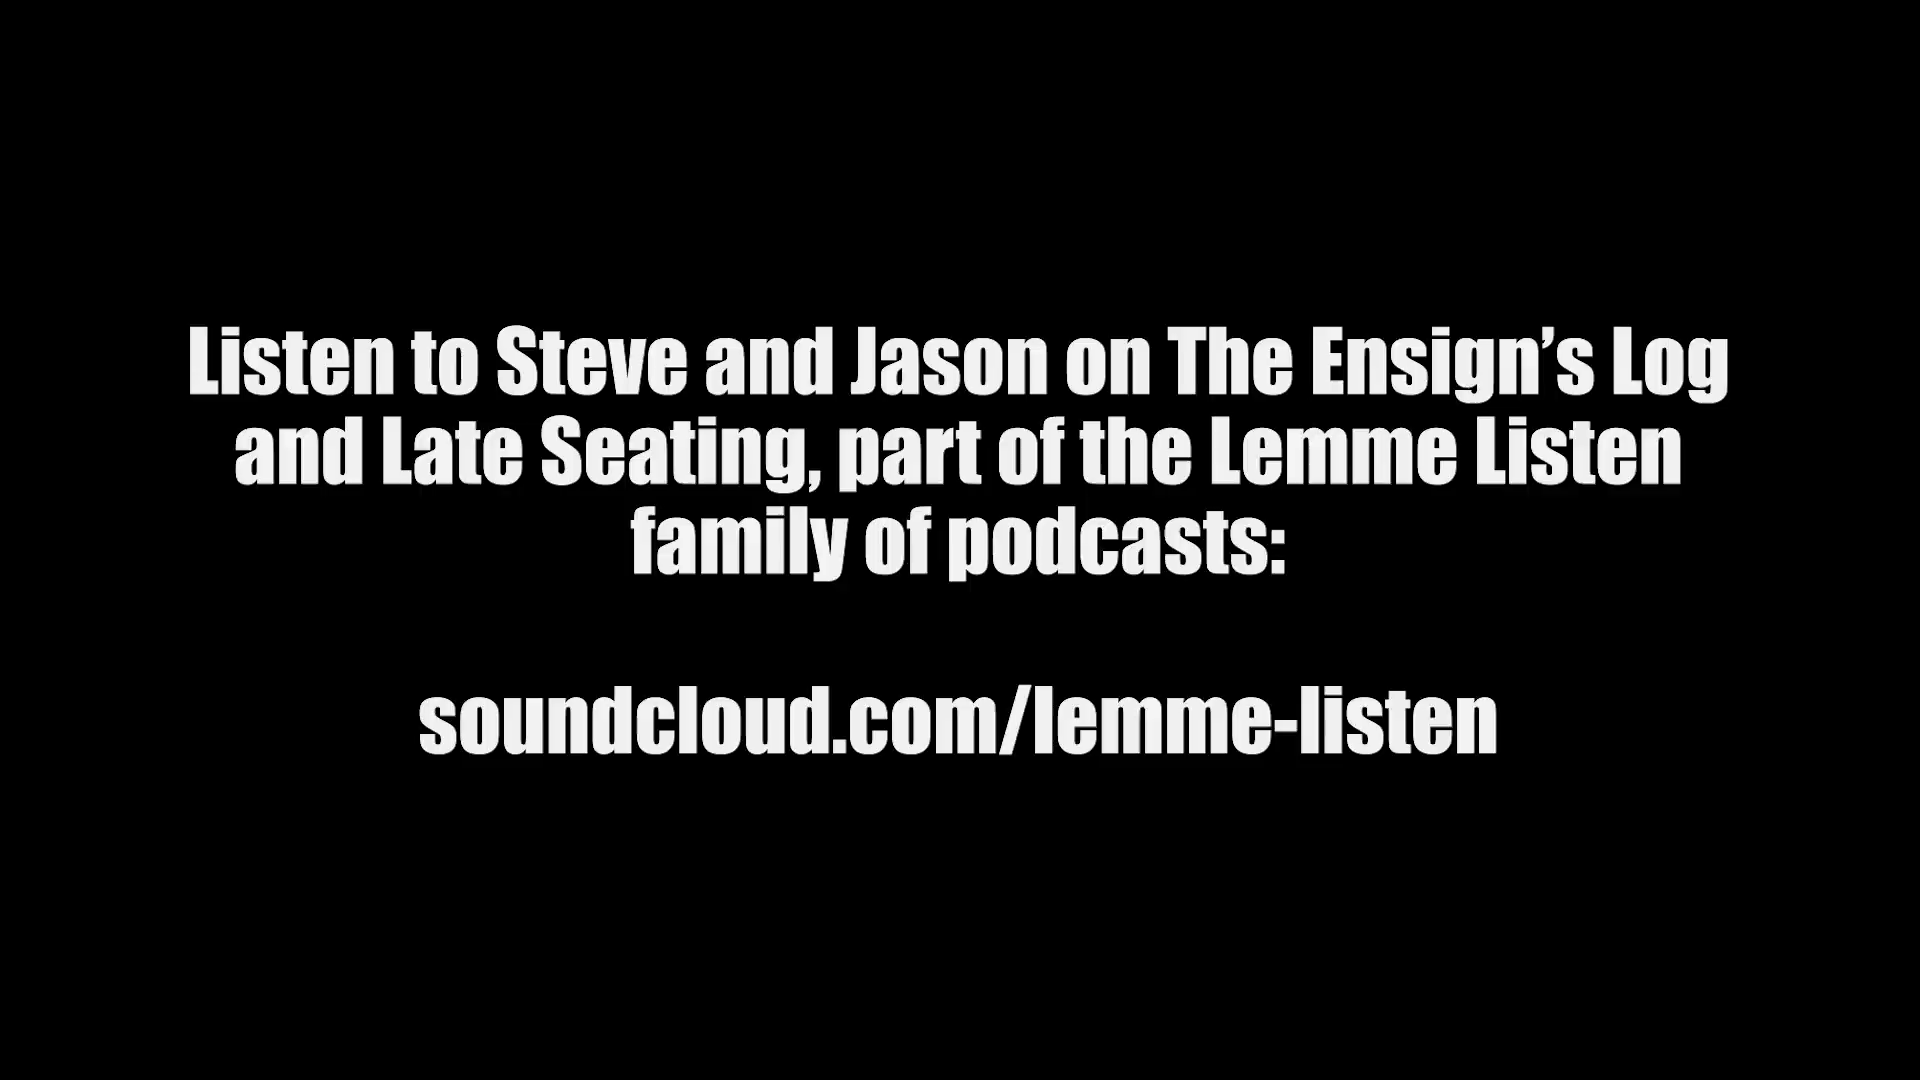 Listen to Steve and Jason on The Ensign’s Log
and Late Seating, part of the Lemme Listen
family of podcasts:
soundcloud.com/lemme-listen